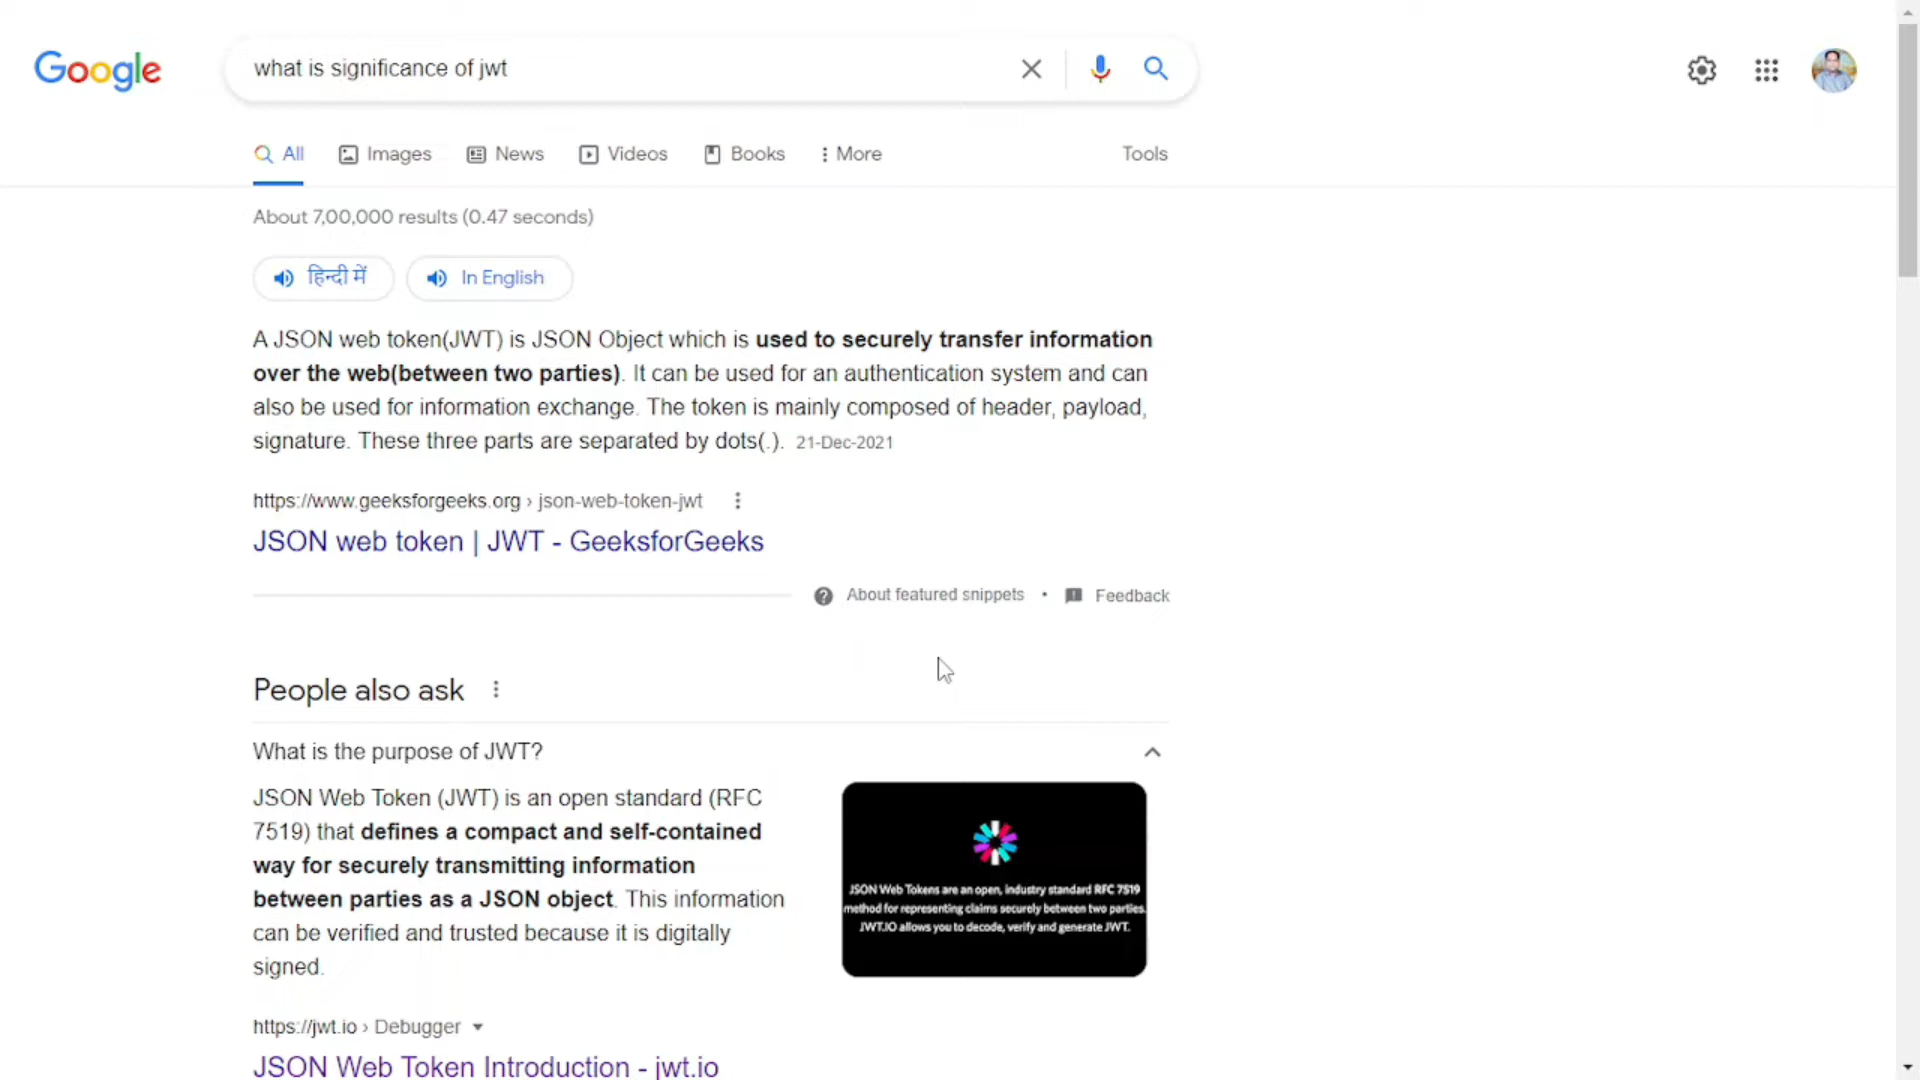 Google
what is significance of jwt
All
Images
News
Videos
Books
More
Tools
About 7,00,000 results (0.47 seconds)
हिन्दी में
In English
A JSON web token(JWT) is JSON Object which is used to securely transfer information
over the web(between two parties). It can be used for an authentication system and can
also be used for information exchange. The token is mainly composed of header, payload,
signature. These three parts are separated by dots(.). 21-Dec-2021
https://www.geeksforgeeks.org › json-web-token-jwt
JSON web token | JWT - GeeksforGeeks
About featured snippets • Feedback
People also ask
What is the purpose of JWT?
JSON Web Token (JWT) is an open standard (RFC
7519) that defines a compact and self-contained
way for securely transmitting information
between parties as a JSON object. This information
can be verified and trusted because it is digitally
signed.
JSON Web Tokens are an open, industry standard RFC 7519
method for representing claims securely between two parties.
JWT.IO allows you to decode, verify and generate JWT.
https://jwt.io › Debugger
JSON Web Token Introduction - jwt.io